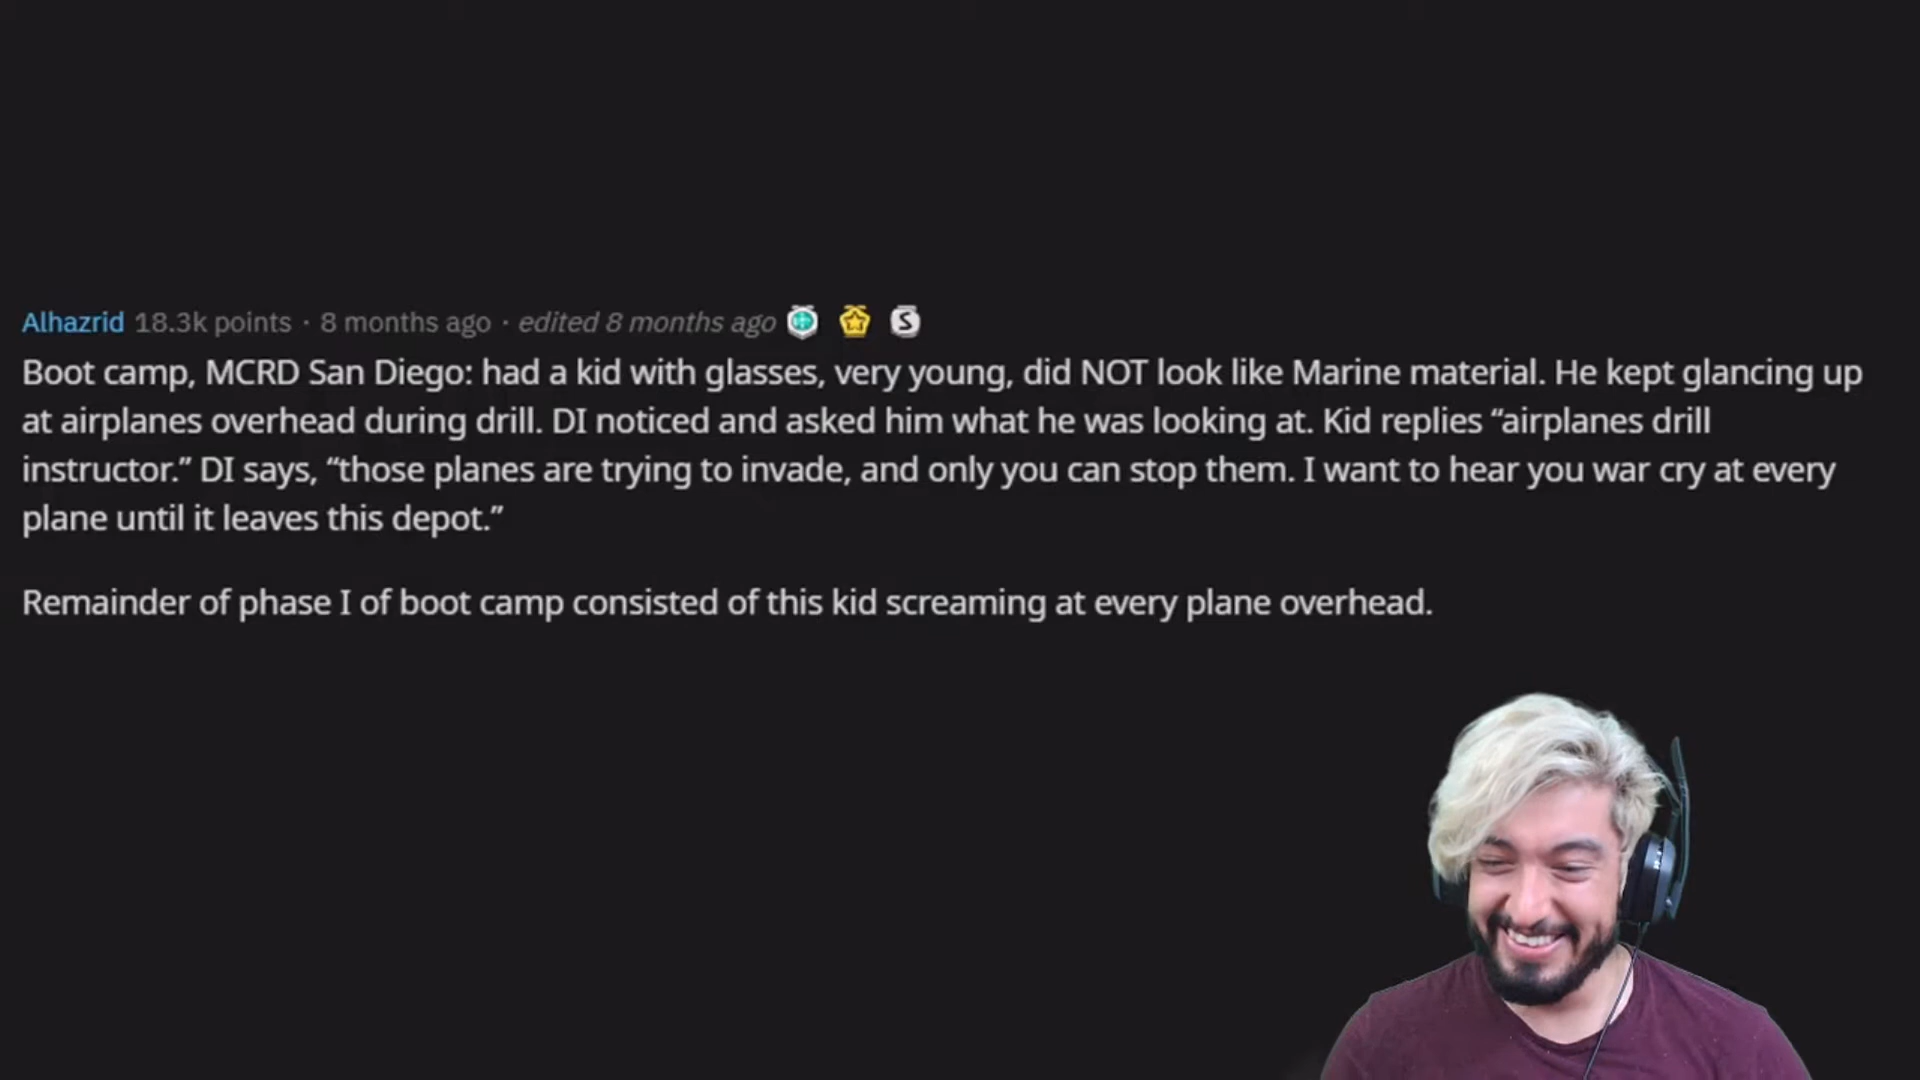 Alhazrid 18.3k points · 8 months ago · edited 8 months ago S
Boot camp, MCRD San Diego: had a kid with glasses, very young, did NOT look like Marine material. He kept glancing up
at airplanes overhead during drill. DI noticed and asked him what he was looking at. Kid replies “airplanes drill
instructor.” DI says, “those planes are trying to invade, and only you can stop them. I want to hear you war cry at every
plane until it leaves this depot.”
Remainder of phase I of boot camp consisted of this kid screaming at every plane overhead.